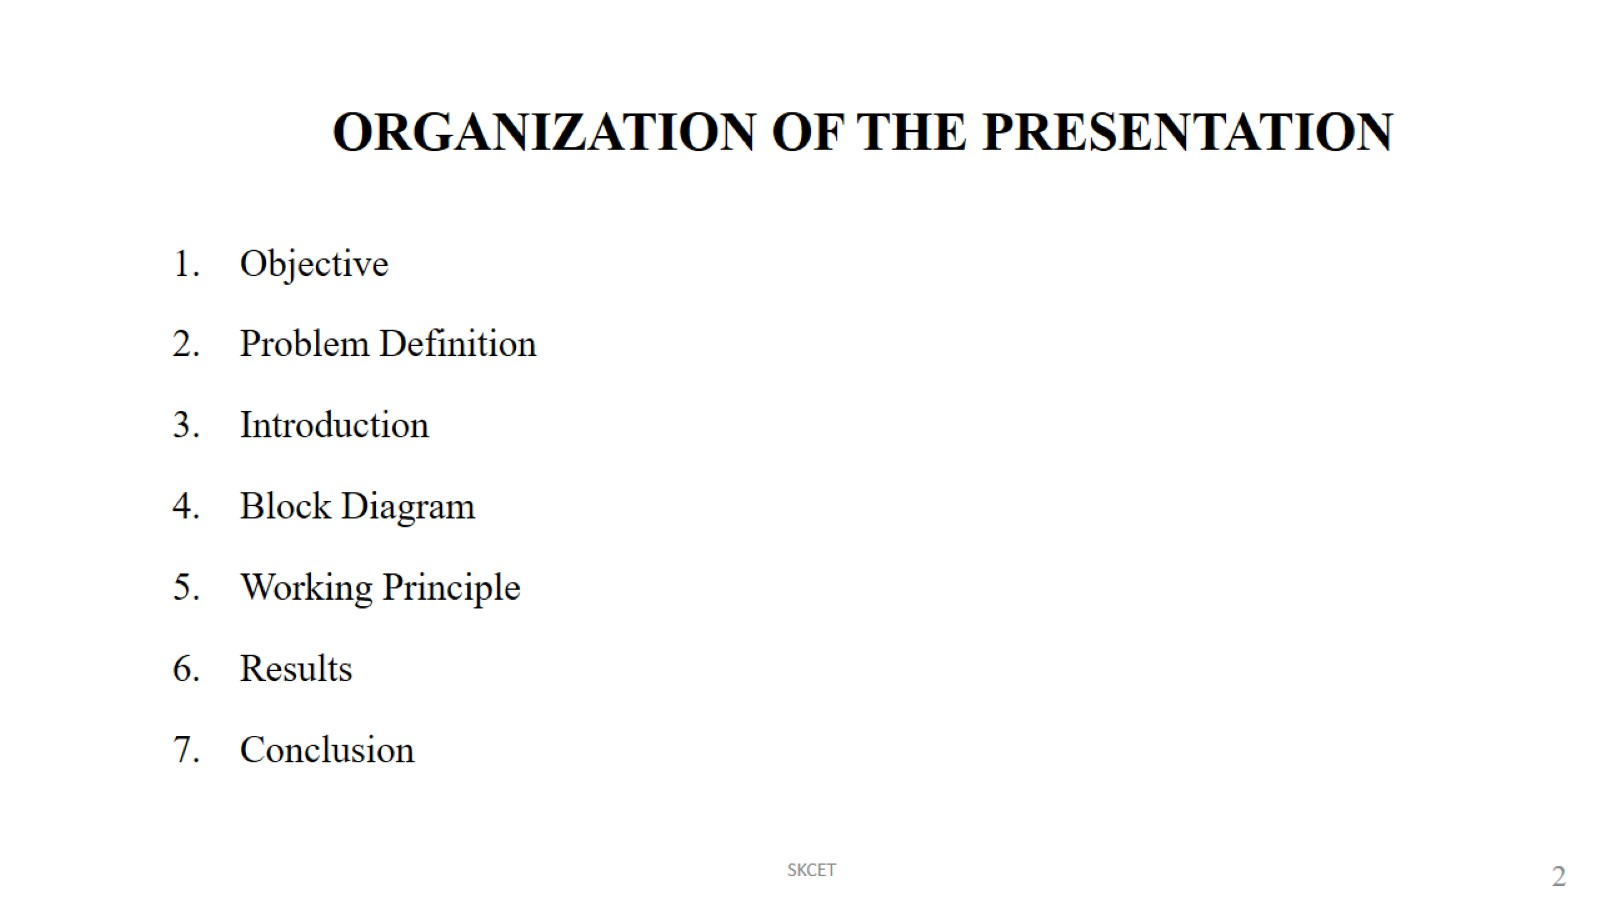 ORGANIZATION OF THE PRESENTATION
1. Objective
2. Problem Definition
3. Introduction
4. Block Diagram
5. Working Principle
6. Results
7. Conclusion
SKCET
2